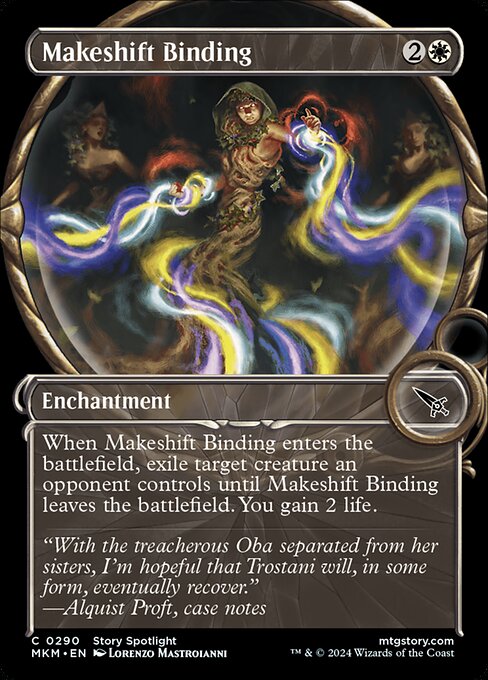 Makeshift Binding 2
Enchantment
When Makeshift Binding enters the
battlefield, exile target creature an
opponent controls until Makeshift Binding
leaves the battlefield. You gain 2 life.
“With the treacherous Oba separated from her
sisters, I’m hopeful that Trostani will, in some
form, eventually recover.”
—Alquist Proft, case notes
C 0290 Story Spotlight mtgstory.com
MKM • EN Lorenzo Mastroianni ™ & © 2024 Wizards of the Coast